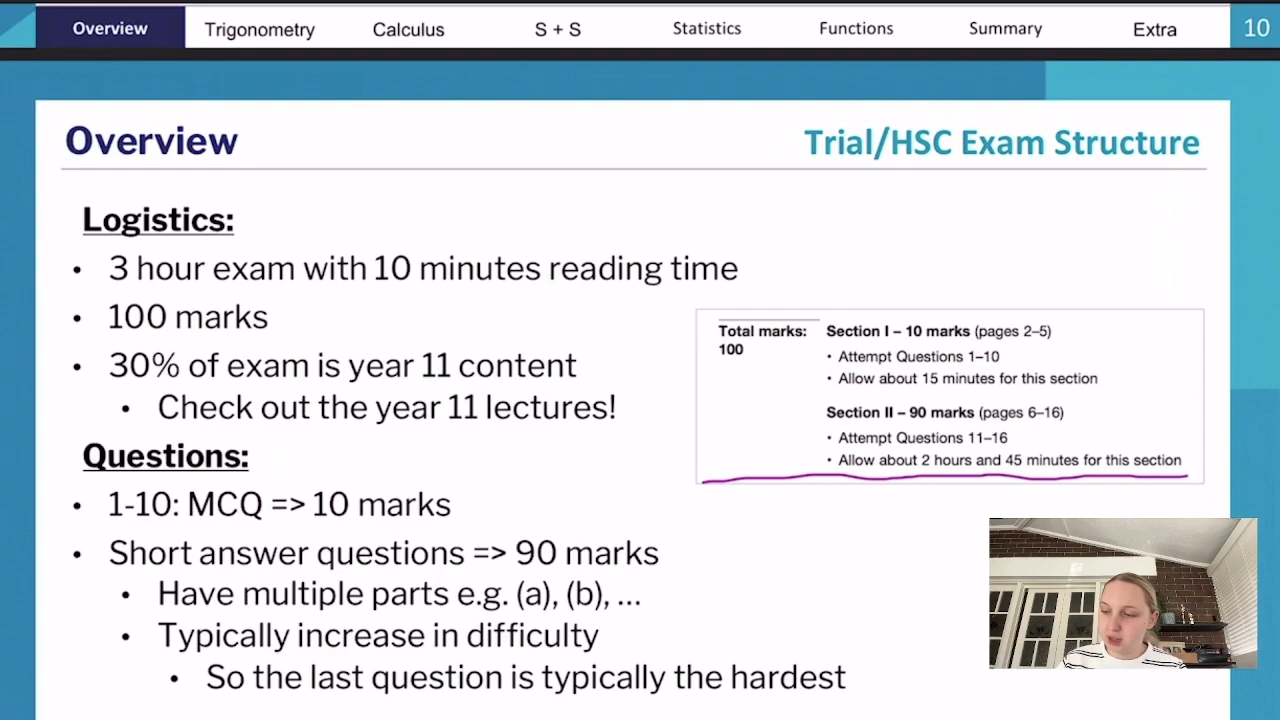 Overview Trigonometry Calculus S + S Statistics Functions Summary Extra 10
Overview
Trial/HSC Exam Structure
Logistics:
• 3 hour exam with 10 minutes reading time
• 100 marks
• 30% of exam is year 11 content
• Check out the year 11 lectures!
Questions:
• 1-10: MCQ => 10 marks
• Short answer questions => 90 marks
• Have multiple parts e.g. (a), (b), ...
• Typically increase in difficulty
• So the last question is typically the hardest
Total marks:
100
Section I – 10 marks (pages 2–5)
• Attempt Questions 1–10
• Allow about 15 minutes for this section
Section II – 90 marks (pages 6–16)
• Attempt Questions 11–16
• Allow about 2 hours and 45 minutes for this section